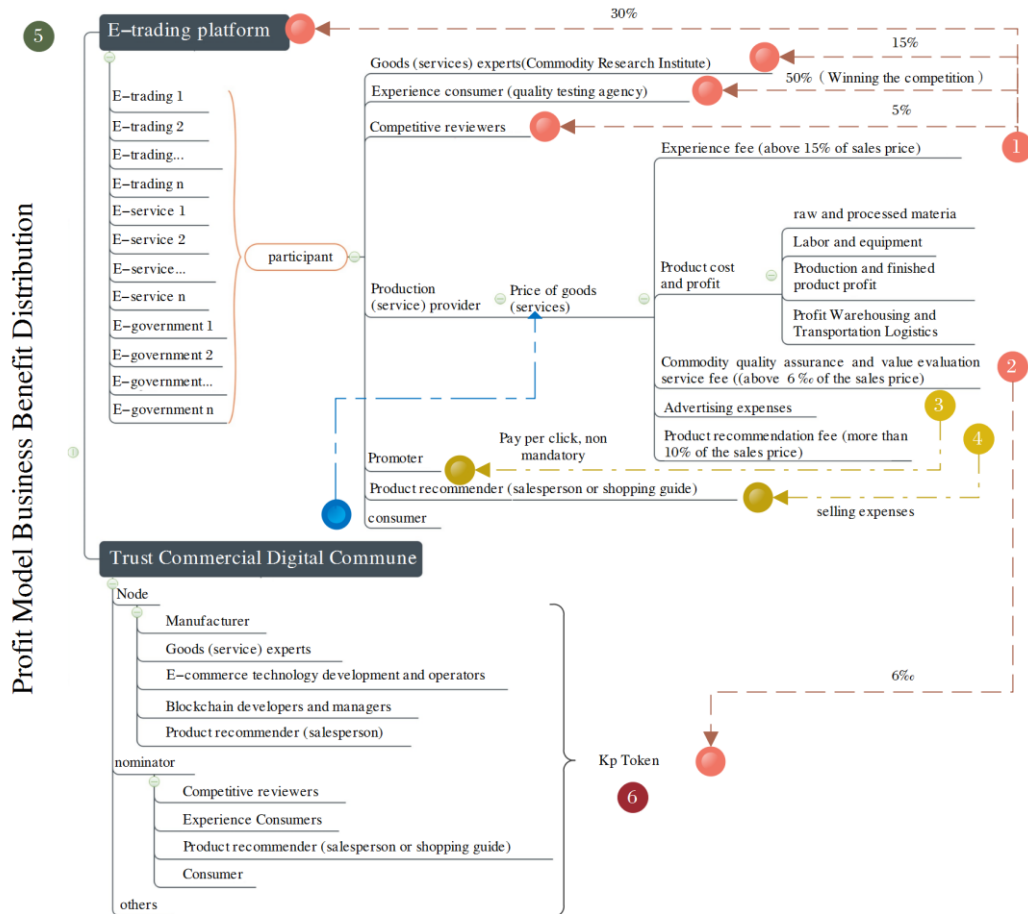 5
E-trading platform
30%
15%
Goods (services) experts(Commodity Research Institute)
50% ( Winning the competition )
Experience consumer (quality testing agency)
5%
Competitive reviewers
1
E-trading 1
E-trading 2
E-trading...
E-trading n
E-service 1
E-service 2
E-service...
E-service n
E-government 1
E-government 2
E-government...
E-government n
participant
Production
(service) provider
Price of goods
(services)
Experience fee (above 15% of sales price)
Product cost
and profit
raw and processed materia
Labor and equipment
Production and finished
product profit
Profit Warehousing and
Transportation Logistics
2
Commodity quality assurance and value evaluation
service fee ((above 6 ‰ of the sales price)
3
Advertising expenses
4
Product recommendation fee (more than
10% of the sales price)
Pay per click, non
mandatory
Promoter
Product recommender (salesperson or shopping guide)
selling expenses
consumer
Profit Model Business Benefit Distribution
Trust Commercial Digital Commune
Node
Manufacturer
Goods (service) experts
E-commerce technology development and operators
Blockchain developers and managers
Product recommender (salesperson)
nominator
Competitive reviewers
Experience Consumers
Product recommender (salesperson or shopping guide)
Consumer
others
6‰
Kp Token
6